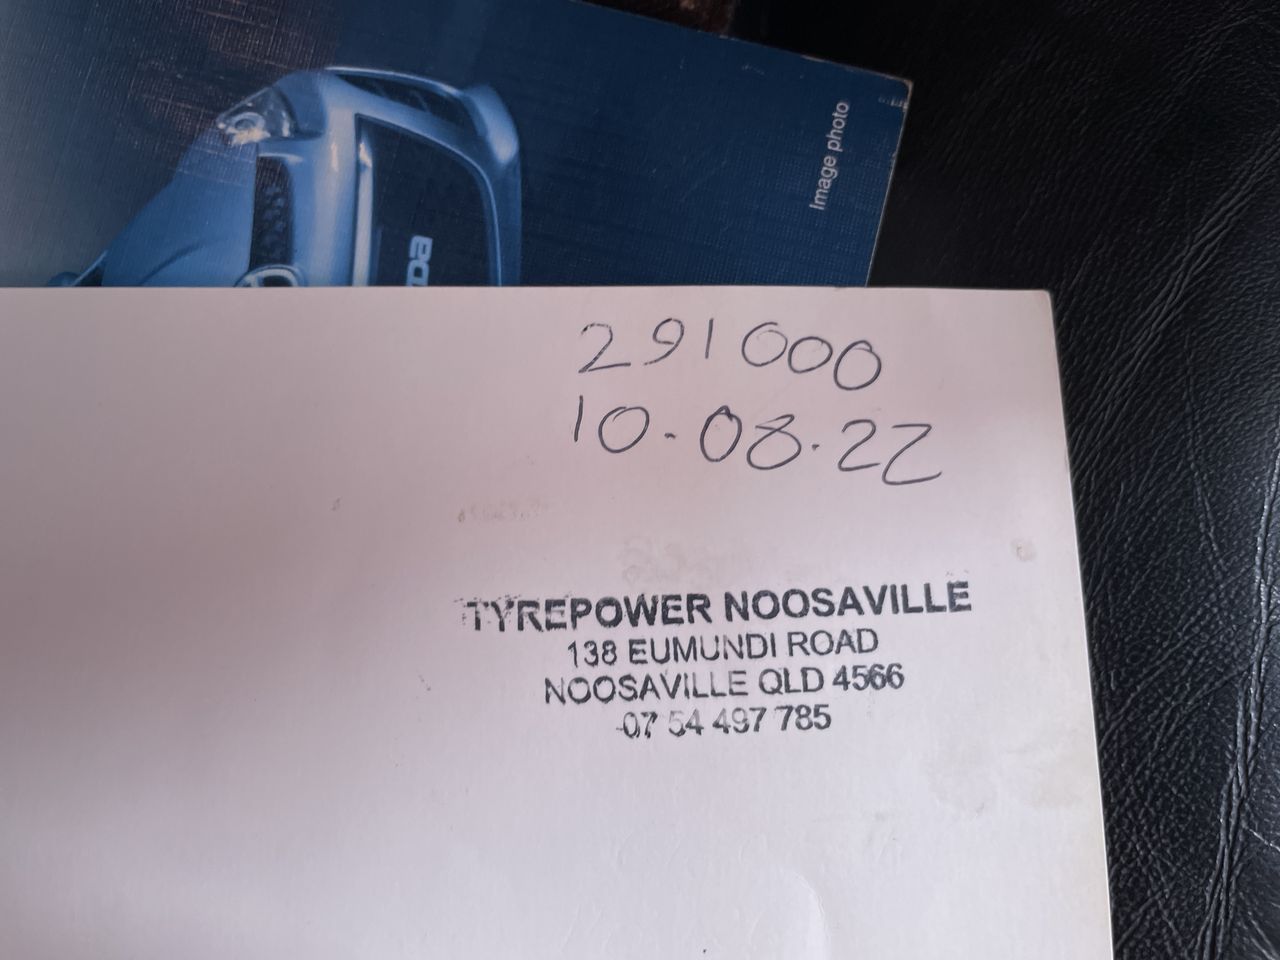 Image photo
291000
10.08.22
TYREPOWER NOOSAVILLE
138 EUMUNDI ROAD
NOOSAVILLE QLD 4566
07 54 497 785